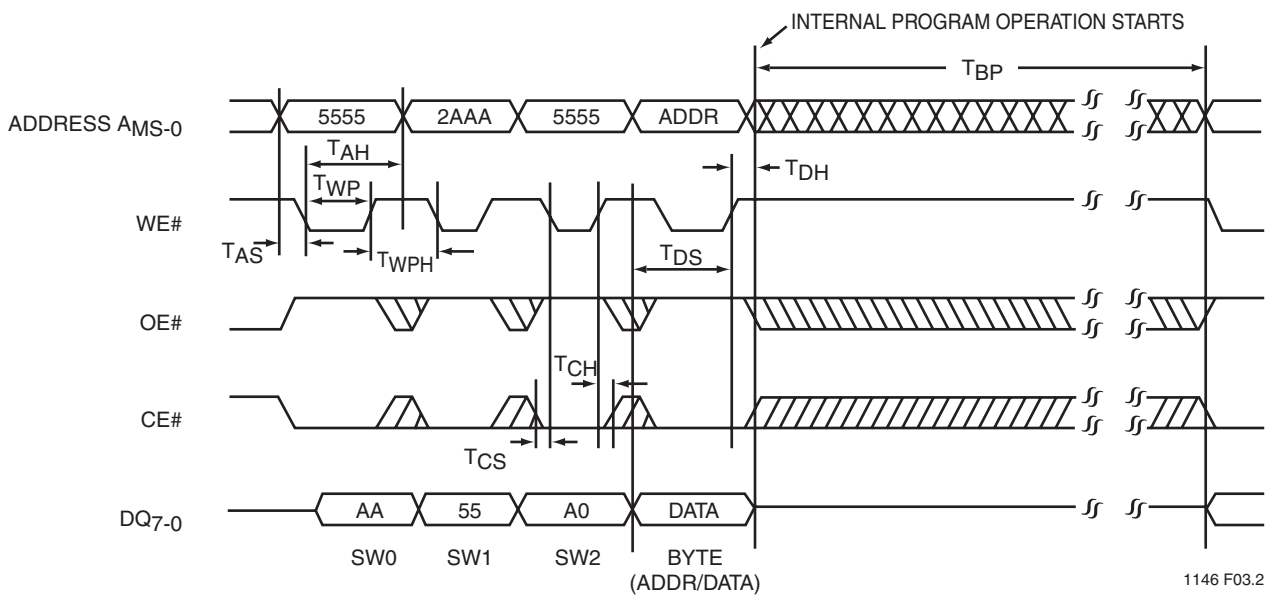 INTERNAL PROGRAM OPERATION STARTS
TBP
ADDRESS AMS-0
5555
2AAA
5555
ADDR
TAH
TDH
TWP
WE#
TAS
TWPH
TDS
OE#
TCH
CE#
TCS
DQ7-0
AA
55
A0
DATA
SW0
SW1
SW2
BYTE
(ADDR/DATA)
1146 F03.2